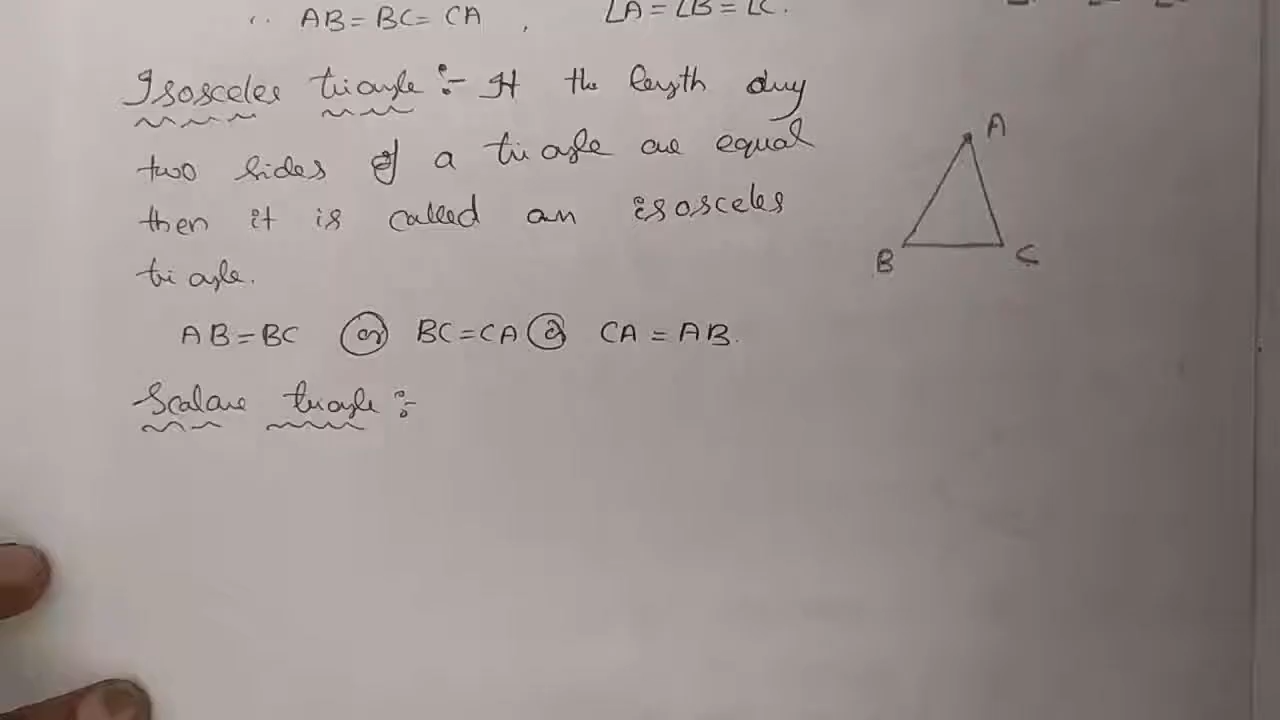 ∴ AB = BC = CA , ∠A = ∠B = ∠C.
Isosceles triangle :- If the length any
two sides of a triangle are equal
then it is called an isosceles
triangle.
A
B
C
AB = BC or BC = CA or CA = AB.
Scalane triangle :-